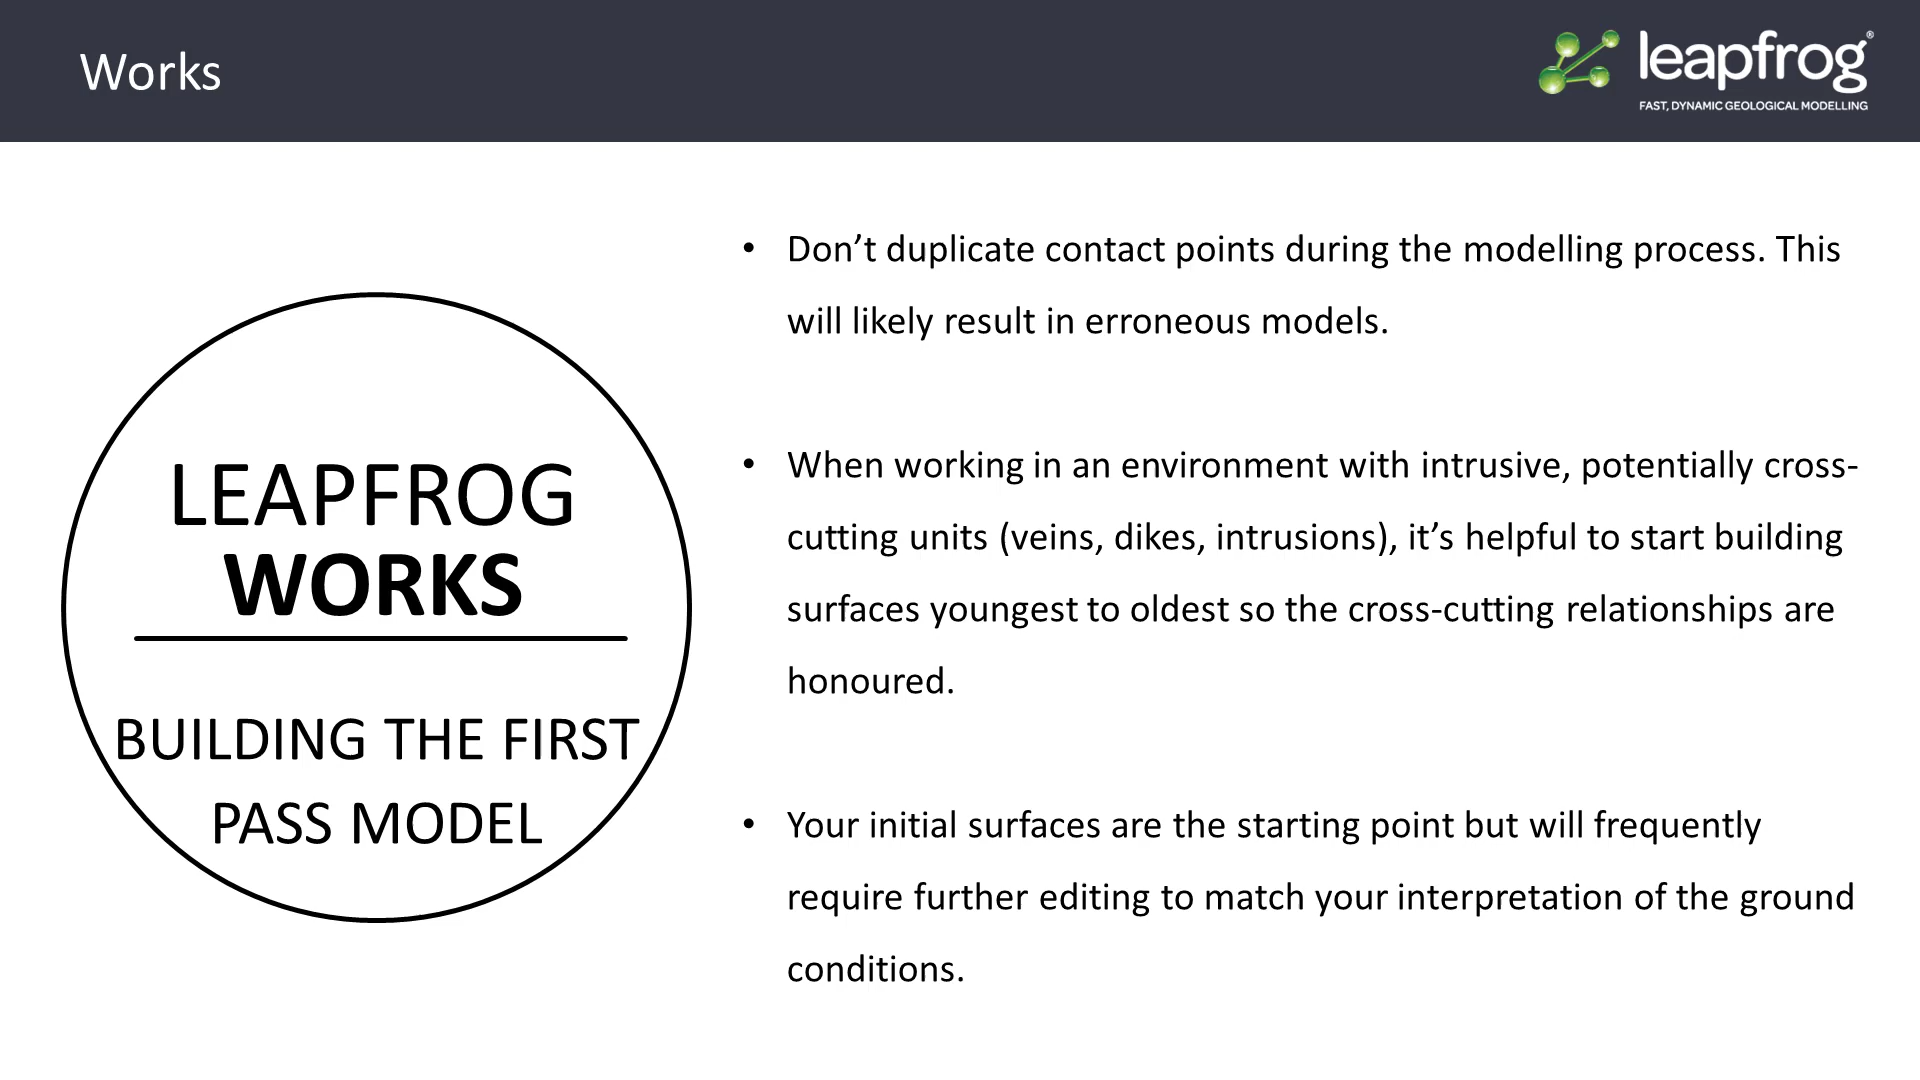 Works
leapfrog®
FAST, DYNAMIC GEOLOGICAL MODELLING
LEAPFROG
WORKS
BUILDING THE FIRST
PASS MODEL
• Don’t duplicate contact points during the modelling process. This
will likely result in erroneous models.
• When working in an environment with intrusive, potentially cross-
cutting units (veins, dikes, intrusions), it’s helpful to start building
surfaces youngest to oldest so the cross-cutting relationships are
honoured.
• Your initial surfaces are the starting point but will frequently
require further editing to match your interpretation of the ground
conditions.